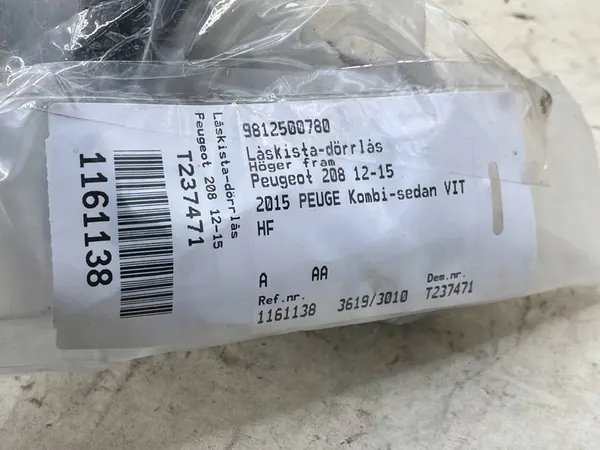 1161138
T237471
Peugeot 208 12-15
Låskista-dörrlås
9812500780
Låskista-dörrlås
Höger fram
Peugeot 208 12-15
2015 PEUGE Kombi-sedan VIT
HF
A AA
Ref.nr. Dem.nr.
1161138 3619/3010 T237471